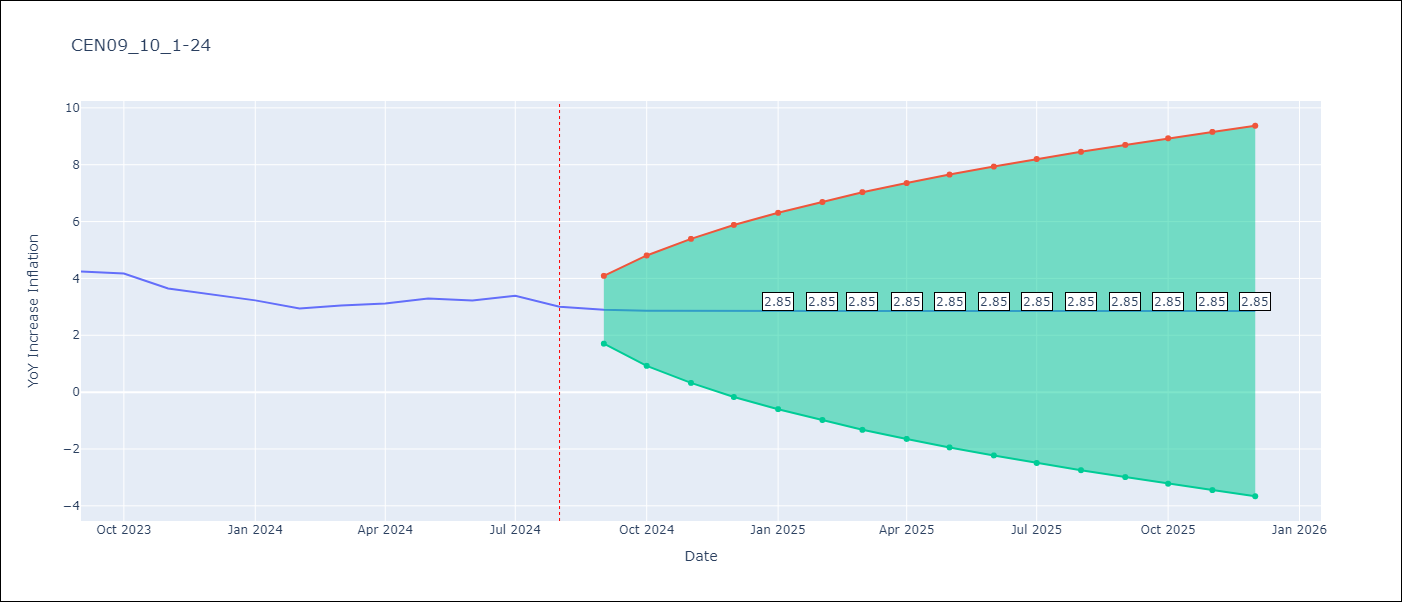 CEN09_10_1-24
YoY Increase Inflation
10
8
6
4
2
0
−2
−4
2.85 2.85 2.85 2.85 2.85 2.85 2.85 2.85 2.85 2.85 2.85 2.85
Oct 2023 Jan 2024 Apr 2024 Jul 2024 Oct 2024 Jan 2025 Apr 2025 Jul 2025 Oct 2025 Jan 2026
Date